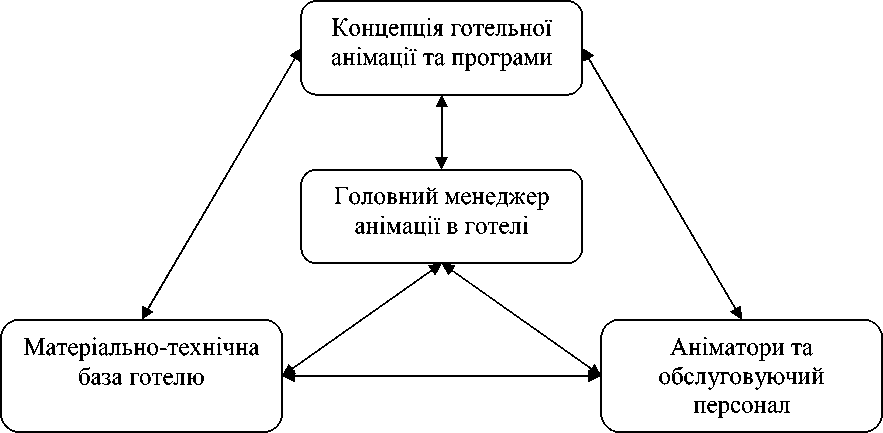 Концепція готельної
анімації та програми
Головний менеджер
анімації в готелі
Матеріально-технічна
база готелю
Аніматори та
обслуговуючий
персонал